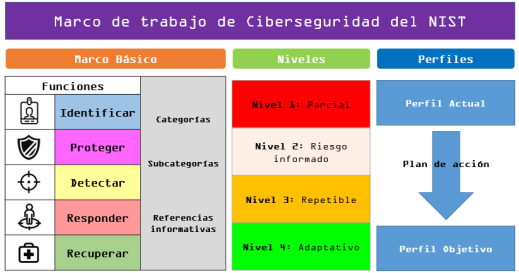 Marco de trabajo de Ciberseguridad del NIST
Marco Básico
Niveles
Perfiles
Funciones
Identificar
Proteger
Detectar
Responder
Recuperar
Categorías
Subcategorías
Referencias
informativas
Nivel 1: Parcial
Nivel 2: Riesgo
informado
Nivel 3: Repetible
Nivel 4: Adaptativo
Perfil Actual
Plan de acción
Perfil Objetivo